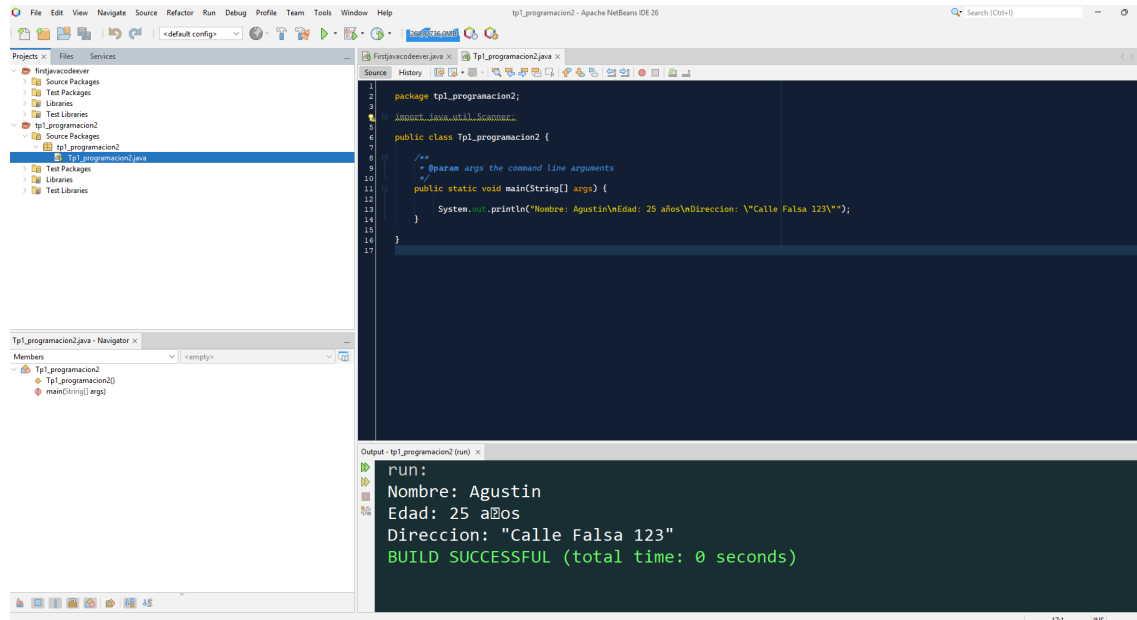 File Edit View Navigate Source Refactor Run Debug Profile Team Tools Window Help
tp1_programacion2 - Apache NetBeans IDE 26
Search (Ctrl+I)
<default config>
Projects
Files
Services
firstjavacodeever
Source Packages
Test Packages
Libraries
Test Libraries
tp1_programacion2
Source Packages
tp1_programacion2
Tp1_programacion2.java
Test Packages
Libraries
Test Libraries
Tp1_programacion2.java - Navigator
Members
<empty>
Tp1_programacion2
Tp1_programacion2()
main(String[] args)
Firstjavacodeever.java
Tp1_programacion2.java
Source
History
1
2 package tp1_programacion2;
3
import java.util.Scanner;
5
6 public class Tp1_programacion2 {
7
8 /**
9 * @param args the command line arguments
10 */
11 public static void main(String[] args) {
12
13 System.out.println("Nombre: Agustin\nEdad: 25 años\nDireccion: \"Calle Falsa 123\"");
14 }
15
16 }
17
Output - tp1_programacion2 (run)
run:
Nombre: Agustin
Edad: 25 a�os
Direccion: "Calle Falsa 123"
BUILD SUCCESSFUL (total time: 0 seconds)